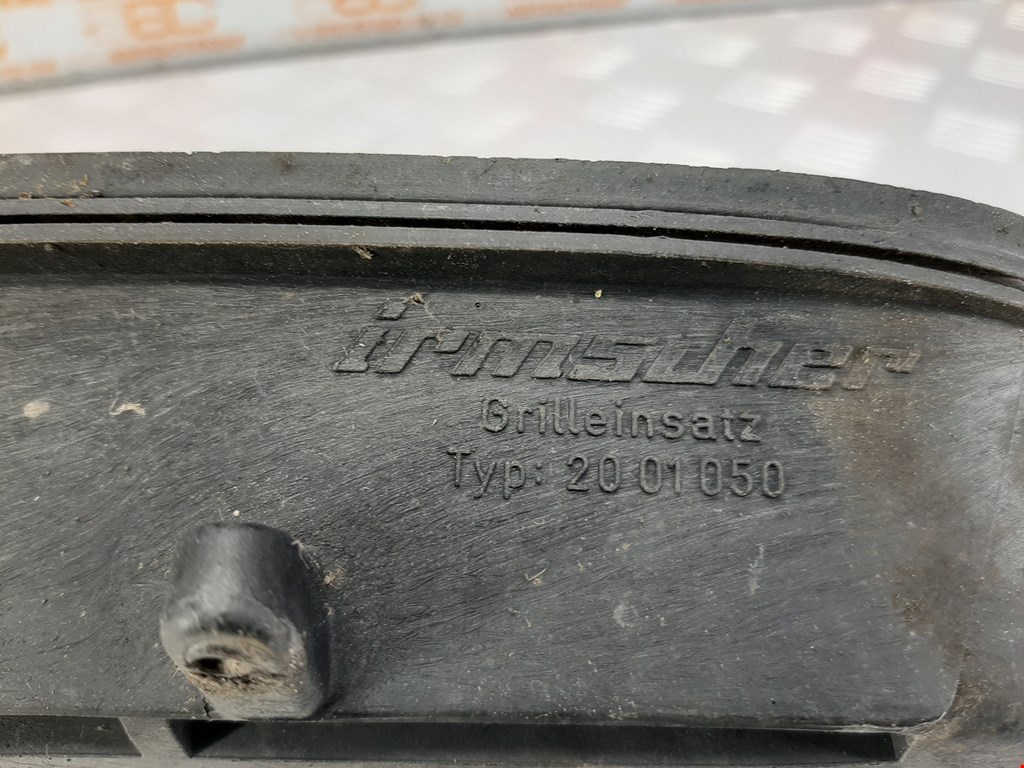 irmscher
Grilleinsatz
Typ: 20 01 050